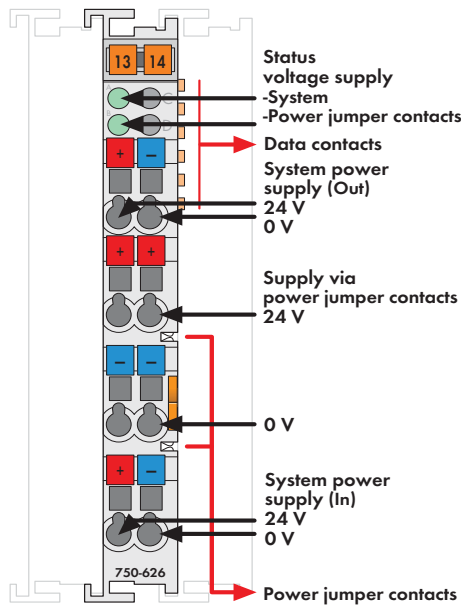 13 14
Status
voltage supply
A C
-System
B D
-Power jumper contacts
Data contacts
+ –
System power
supply (Out)
24 V
0 V
+ +
Supply via
power jumper contacts
24 V
– –
0 V
+ –
System power
supply (In)
24 V
0 V
750-626
Power jumper contacts